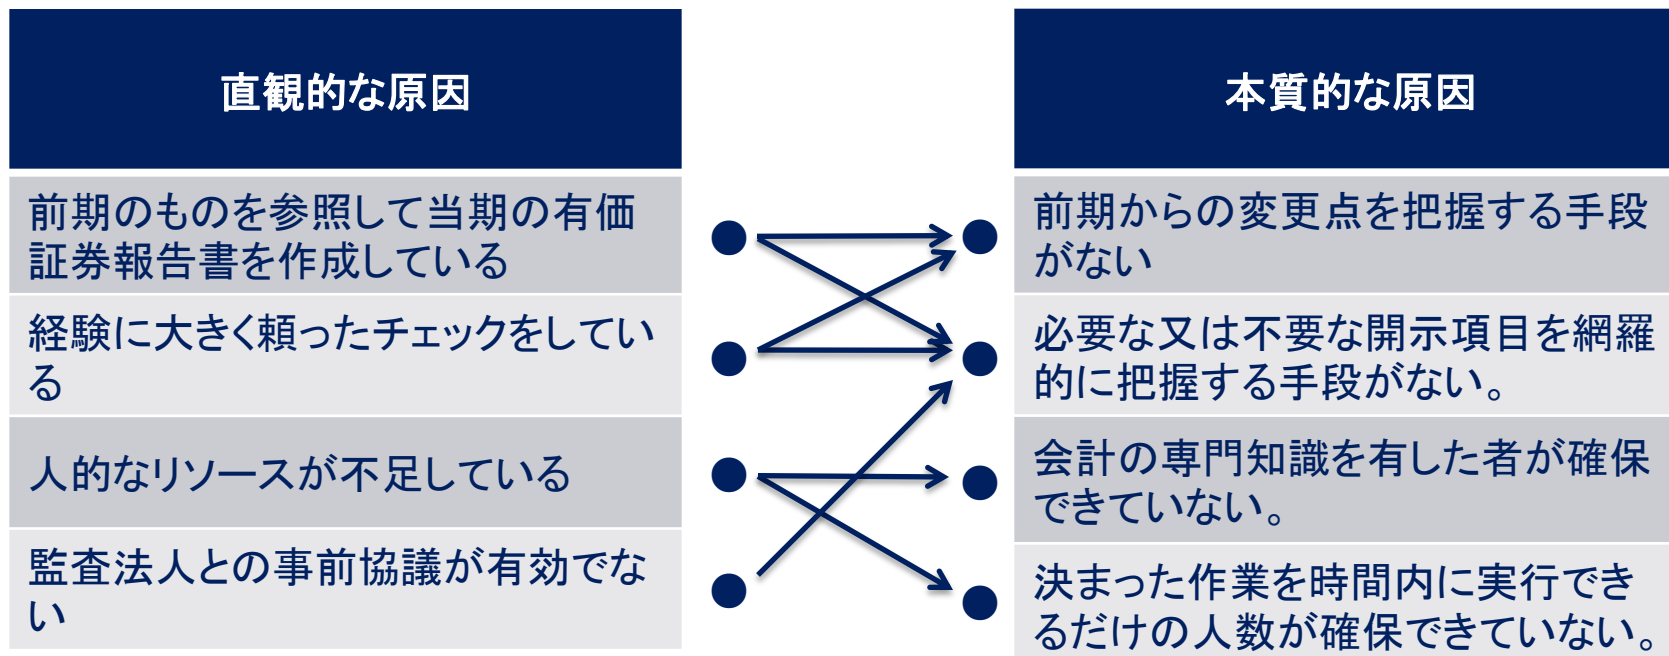 直観的な原因
前期のものを参照して当期の有価
証券報告書を作成している
経験に大きく頼ったチェックをしてい
る
人的なリソースが不足している
監査法人との事前協議が有効でな
い
本質的な原因
前期からの変更点を把握する手段
がない
必要な又は不要な開示項目を網羅
的に把握する手段がない。
会計の専門知識を有した者が確保
できていない。
決まった作業を時間内に実行でき
るだけの人数が確保できていない。